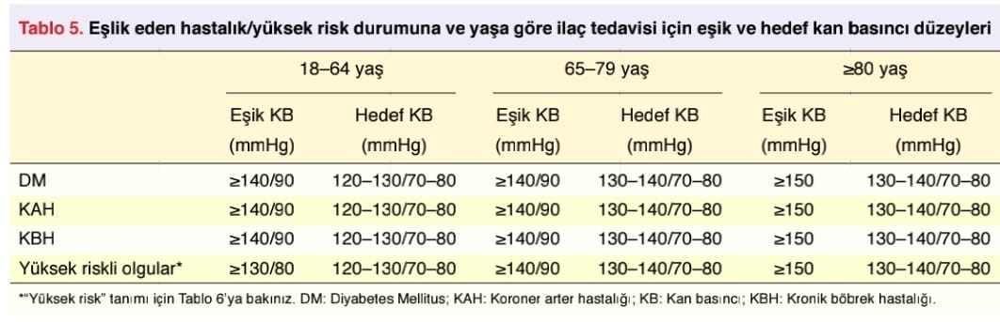 Tablo 5. Eşlik eden hastalık/yüksek risk durumuna ve yaşa göre ilaç tedavisi için eşik ve hedef kan basıncı düzeyleri
18–64 yaş 65–79 yaş ≥80 yaş
Eşik KB Hedef KB Eşik KB Hedef KB Eşik KB Hedef KB
(mmHg) (mmHg) (mmHg) (mmHg) (mmHg) (mmHg)
DM ≥140/90 120–130/70–80 ≥140/90 130–140/70–80 ≥150 130–140/70–80
KAH ≥140/90 120–130/70–80 ≥140/90 130–140/70–80 ≥150 130–140/70–80
KBH ≥140/90 120–130/70–80 ≥140/90 130–140/70–80 ≥150 130–140/70–80
Yüksek riskli olgular* ≥130/80 120–130/70–80 ≥140/90 130–140/70–80 ≥150 130–140/70–80
*“Yüksek risk” tanımı için Tablo 6’ya bakınız. DM: Diyabetes Mellitus; KAH: Koroner arter hastalığı; KB: Kan basıncı; KBH: Kronik böbrek hastalığı.